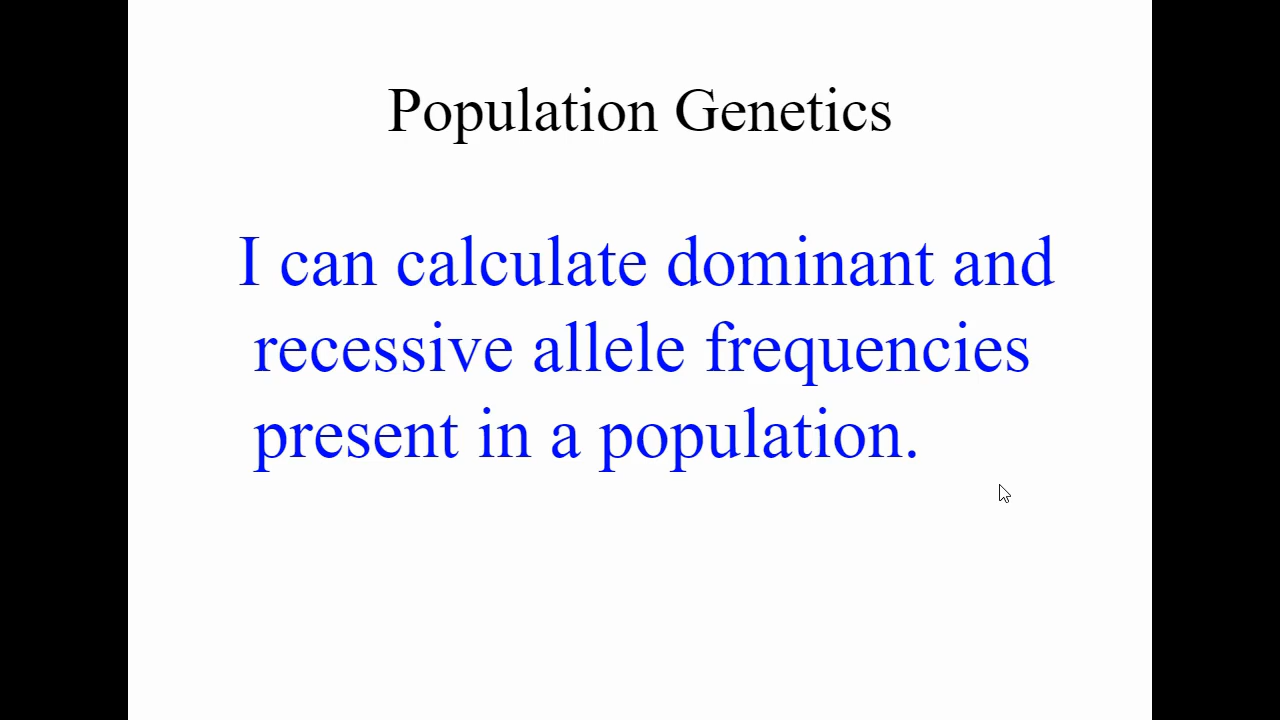 Population Genetics
I can calculate dominant and
recessive allele frequencies
present in a population.